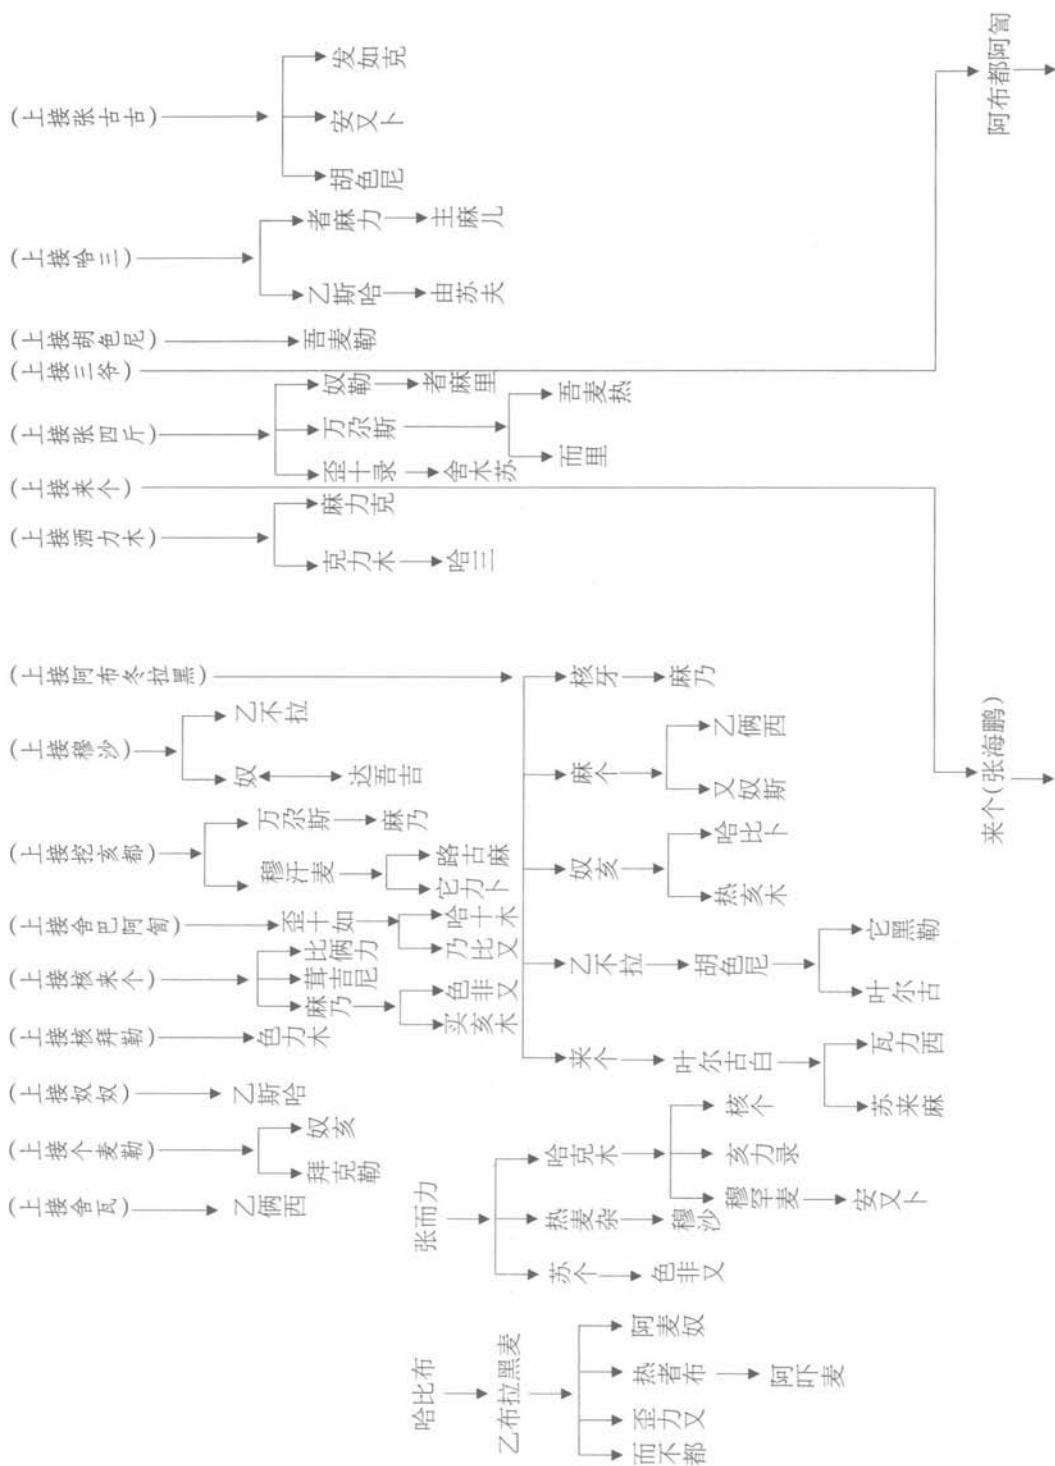 (上接舍瓦)
乙俩西
(上接个麦勒)
拜克勒
奴亥
(上接奴奴)
乙斯哈
(上接核拜勒)
色力木
(上接核来个)
麻乃
茸吉尼
比俩力
买亥木
色非又
(上接舍巴阿訇)
歪十如
乃比又
哈十木
(上接挖亥都)
穆汗麦
万尕斯
它力卜
路古麻
麻乃
(上接穆沙)
奴
乙不拉
达吾吉
(上接阿布冬拉黑)
来个
乙不拉
奴亥
麻个
核牙
叶尔古白
胡色尼
热亥木
哈比卜
又奴斯
乙俩西
麻乃
苏来麻
瓦力西
叶尔古
它黑勒
(上接洒力木)
克力木
麻力克
哈三
(上接来个)
来个(张海鹏)
(上接张四斤)
歪十录
万尕斯
奴勒
舍木苏
者麻里
而里
吾麦热
(上接三爷)
阿布都阿訇
(上接胡色尼)
吾麦勒
(上接哈三)
乙斯哈
者麻力
由苏夫
主麻儿
(上接张古古)
胡色尼
安又卜
发如克
哈比布
乙布拉黑麦
而不都
歪力又
热者布
阿麦奴
阿吓麦
张而力
苏个
热麦杂
哈克木
色非又
穆沙
穆罕麦
亥力录
核个
安又卜